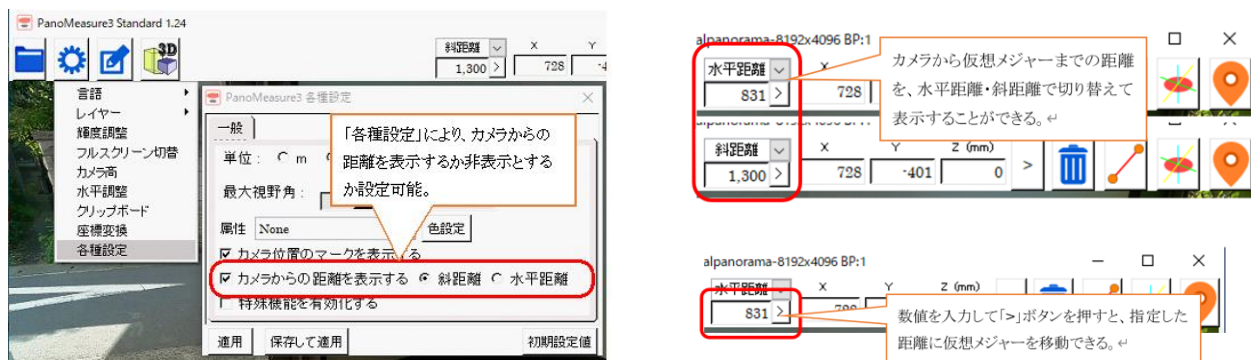 PanoMeasure3 Standard 1.24
3D
斜距離 X Y
1,300 > 728 -4
言語
レイヤー
輝度調整
フルスクリーン切替
カメラ高
水平調整
クリップボード
座標変換
各種設定
PanoMeasure3 各種設定
一般
単位: m
最大視野角:
属性 None 色設定
カメラ位置のマークを表示する
カメラからの距離を表示する 斜距離 水平距離
特殊機能を有効化する
適用 保存して適用 初期設定値
「各種設定」により、カメラからの
距離を表示するか非表示とする
か設定可能。
alpanorama-8192x4096 BP:1
水平距離 X
831 > 728
カメラから仮想メジャーまでの距離
を、水平距離・斜距離で切り替えて
表示することができる。↵
斜距離 X Y Z (mm)
1,300 > 728 -401 0 >
alpanorama-8192x4096 BP:1
水平距離 X Y Z (mm)
831 >
数値を入力して「>」ボタンを押すと、指定した
距離に仮想メジャーを移動できる。↵